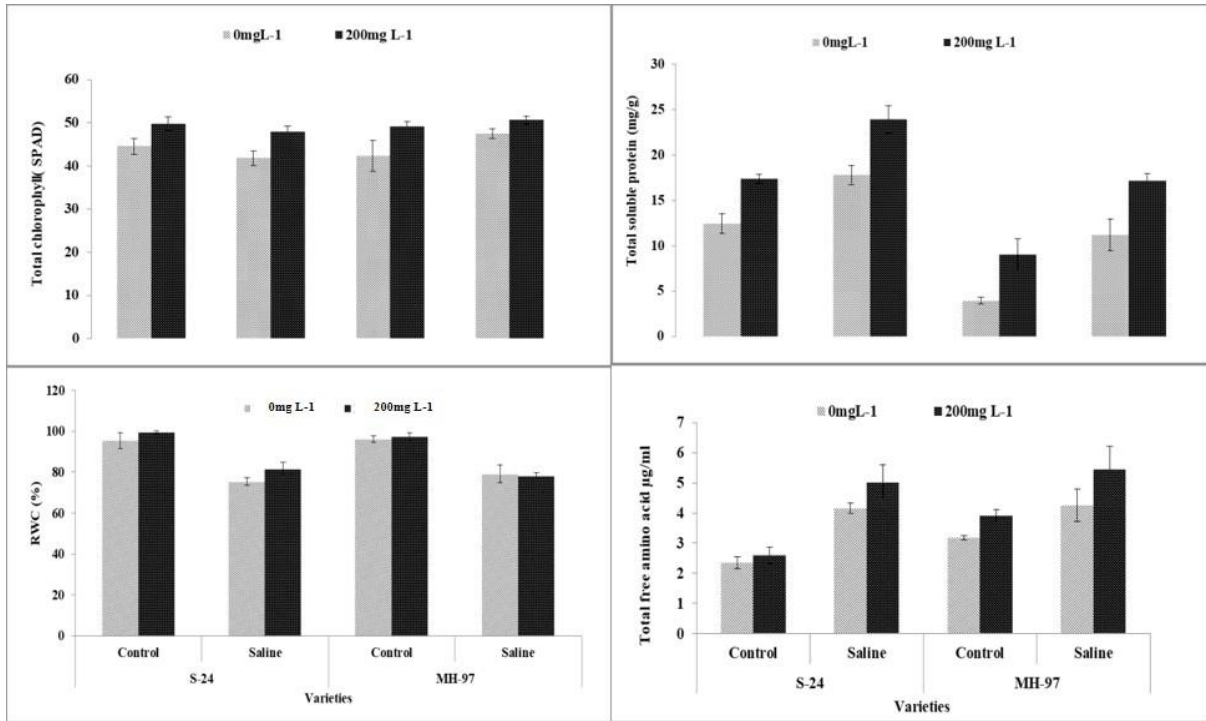 0mgL-1 200mg L-1
Total chlorophyll( SPAD)
60
50
40
30
20
10
0
0mgL-1 200mg L-1
Total soluble protein (mg/g)
30
25
20
15
10
5
0
0mg L-1 200mg L-1
RWC (%)
120
100
80
60
40
20
0
Control Saline Control Saline
S-24 MH-97
Varieties
0mgL-1 200mg L-1
Total free amino acid µg/ml
7
6
5
4
3
2
1
0
Control Saline Control Saline
S-24 MH-97
Varieties